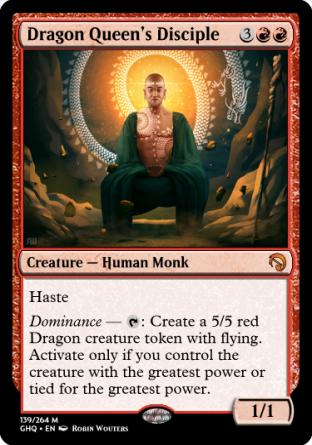 Dragon Queen's Disciple 3
Creature — Human Monk
Haste
Dominance — : Create a 5/5 red
Dragon creature token with flying.
Activate only if you control the
creature with the greatest power or
tied for the greatest power.
1/1
139/264 M
GHQ • EN Robin Wouters